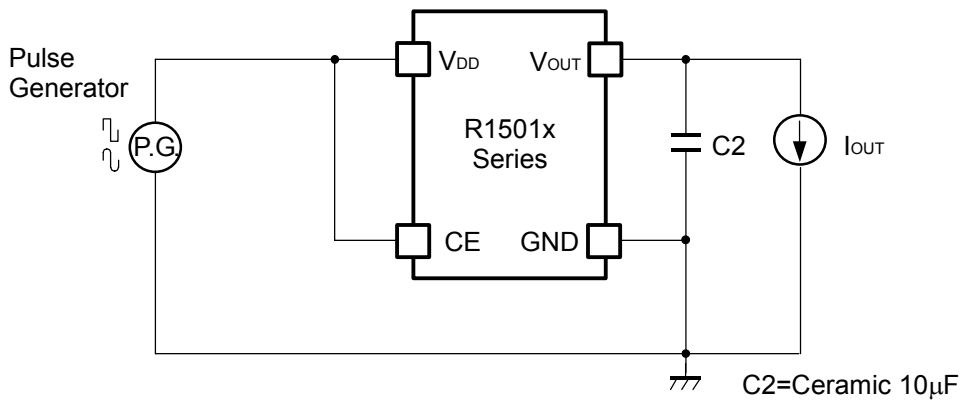 Pulse
Generator
P.G.
VDD
VOUT
R1501x
Series
CE
GND
C2
IOUT
C2=Ceramic 10μF